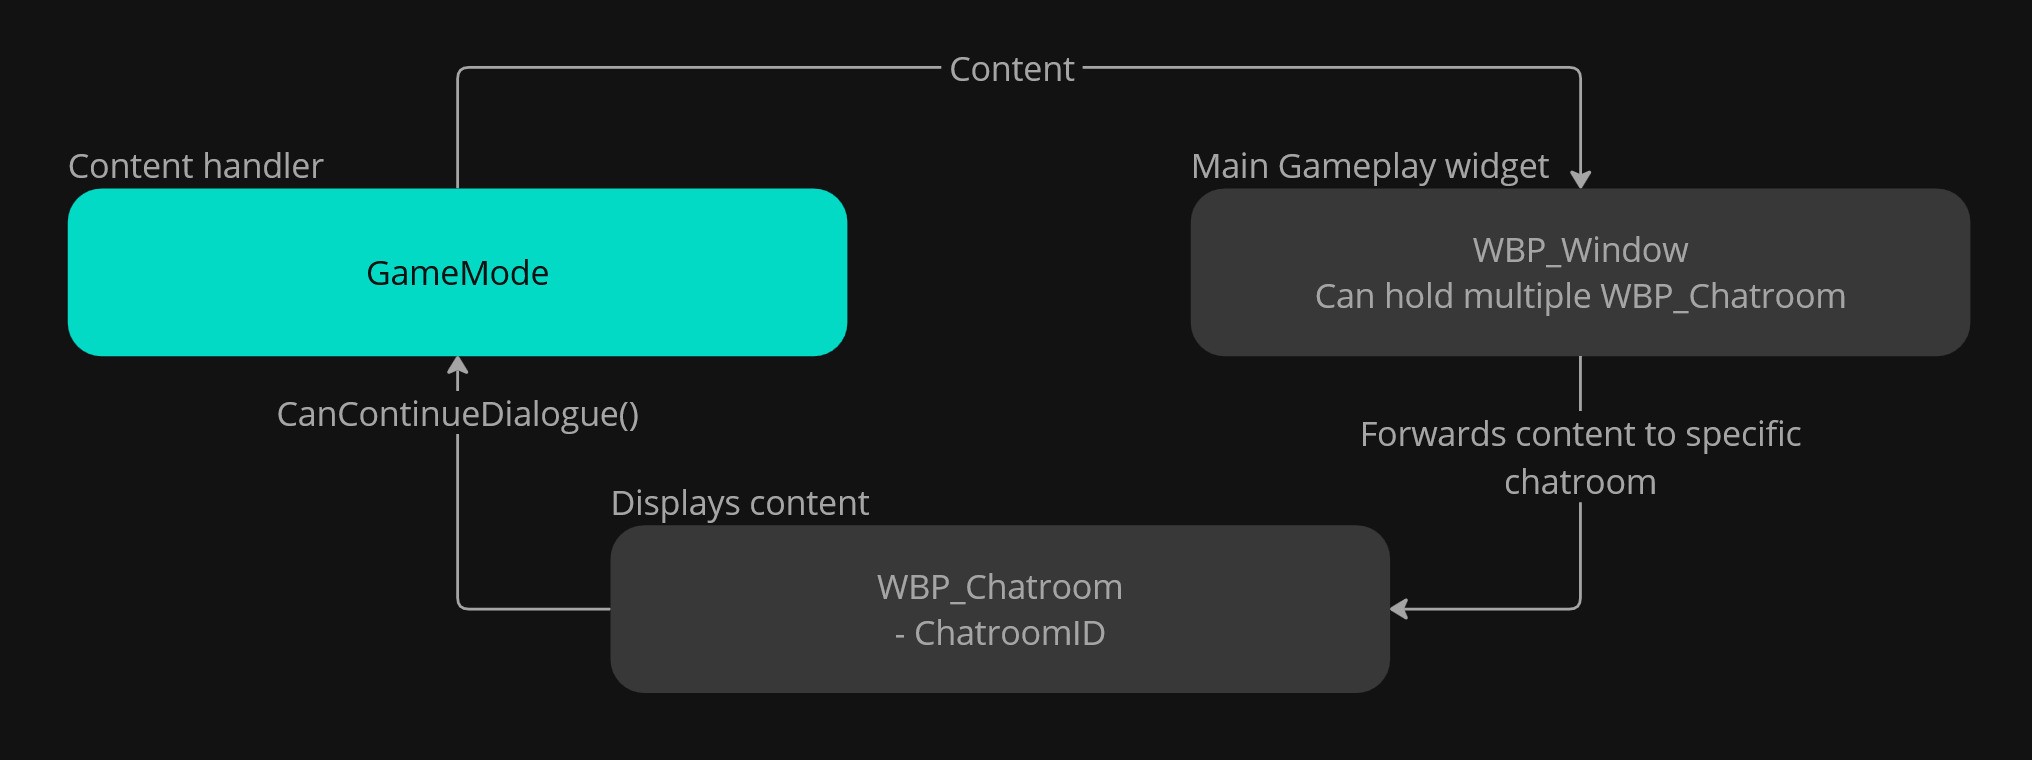 Content
Content handler
Main Gameplay widget
GameMode
WBP_Window
Can hold multiple WBP_Chatroom
CanContinueDialogue()
Forwards content to specific
chatroom
Displays content
WBP_Chatroom
- ChatroomID